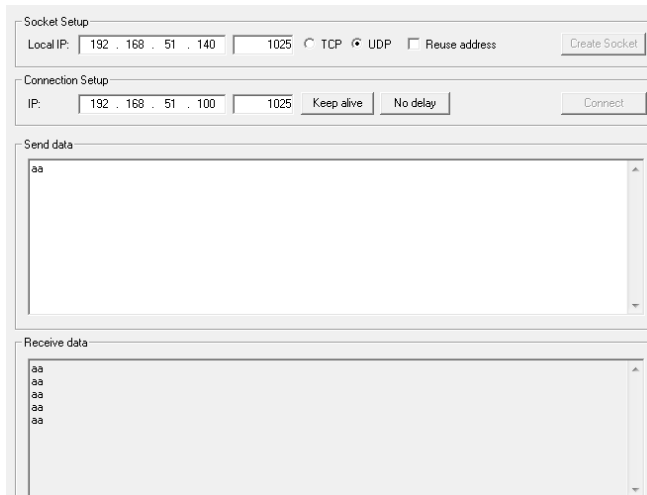 Socket Setup
Local IP: 192 . 168 . 51 . 140 1025 TCP UDP Reuse address Create Socket
Connection Setup
IP: 192 . 168 . 51 . 100 1025 Keep alive No delay Connect
Send data
aa
Receive data
aa
aa
aa
aa
aa